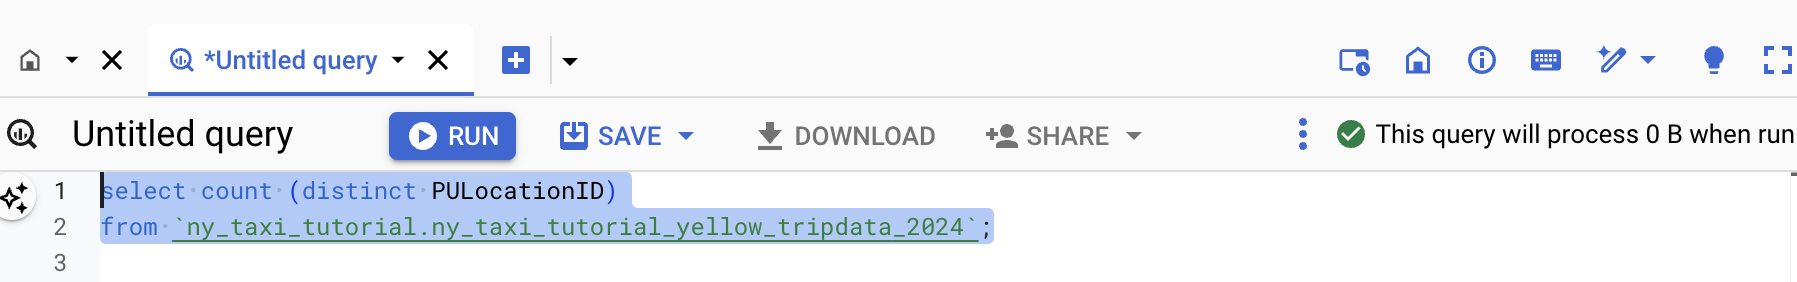 *Untitled query
Untitled query RUN SAVE DOWNLOAD SHARE This query will process 0 B when run
1 select count (distinct PULocationID)
2 from `ny_taxi_tutorial.ny_taxi_tutorial_yellow_tripdata_2024`;
3